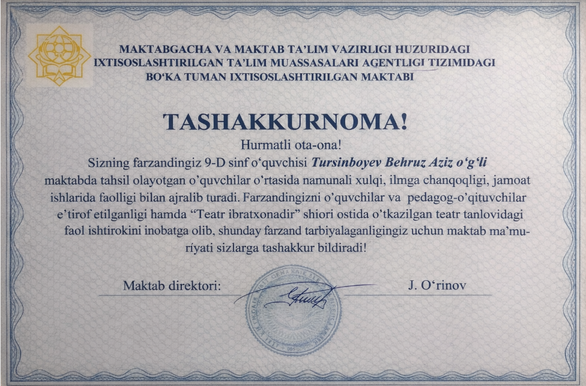 MAKTABGACHA VA MAKTAB TA’LIM VAZIRLIGI HUZURIDAGI
IXTISOSLASHTIRILGAN TA’LIM MUASSASALARI AGENTLIGI TIZIMIDAGI
BO‘KA TUMAN IXTISOSLASHTIRILGAN MAKTABI
TASHAKKURNOMA!
Hurmatli ota-ona!
Sizning farzandingiz 9-D sinf o‘quvchisi Tursinboyev Behruz Aziz o‘g‘li
maktabda tahsil olayotgan o‘quvchilar o‘rtasida namunali xulqi, ilmga chanqoqligi, jamoat
ishlarida faolligi bilan ajralib turadi. Farzandingizni o‘quvchilar va pedagog-o‘qituvchilar
e’tirof etilganligi hamda “Teatr ibratxonadir” shiori ostida o‘tkazilgan teatr tanlovidagi
faol ishtirokini inobatga olib, shunday farzand tarbiyalaganligingiz uchun maktab ma’mu-
riyati sizlarga tashakkur bildiradi!
Maktab direktori: J. O‘rinov